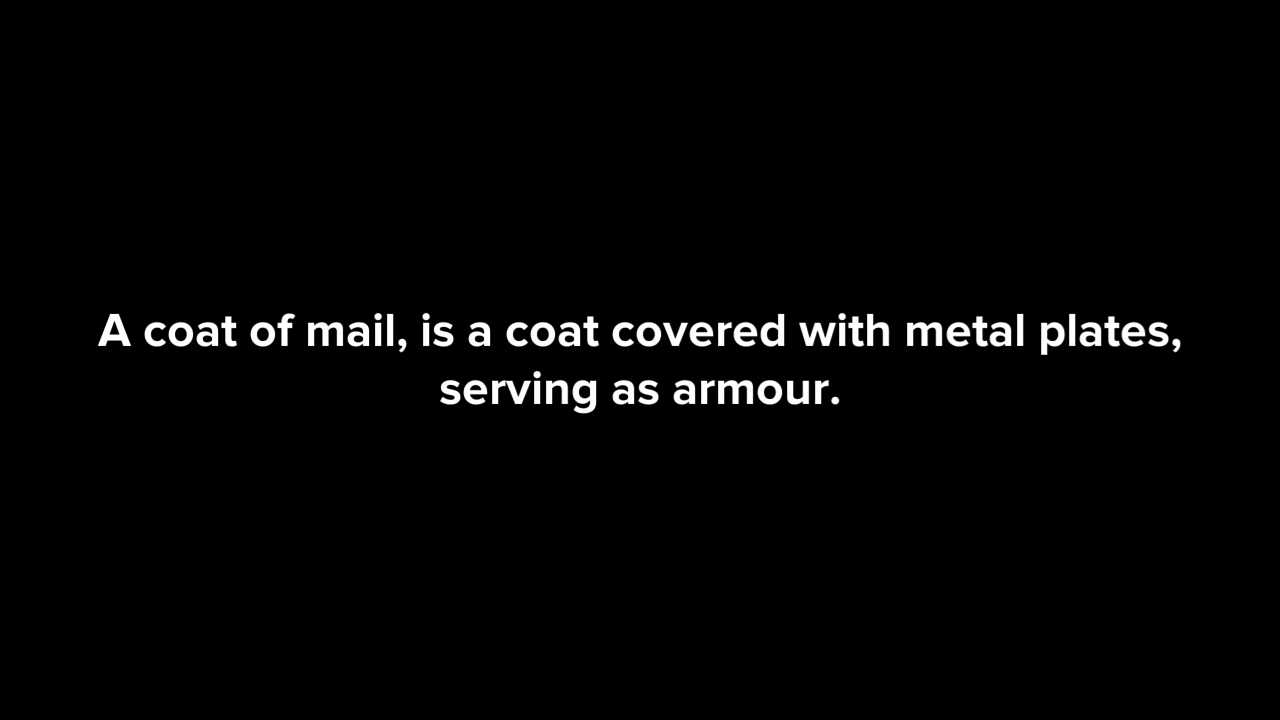 A coat of mail, is a coat covered with metal plates,
serving as armour.